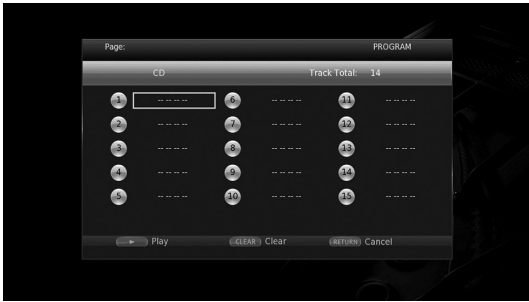 Page: PROGRAM
CD Track Total: 14
1 -- -- -- -- 6 -- -- -- -- 11 -- -- -- --
2 -- -- -- -- 7 -- -- -- -- 12 -- -- -- --
3 -- -- -- -- 8 -- -- -- -- 13 -- -- -- --
4 -- -- -- -- 9 -- -- -- -- 14 -- -- -- --
5 -- -- -- -- 10 -- -- -- -- 15 -- -- -- --
Play CLEAR Clear RETURN Cancel